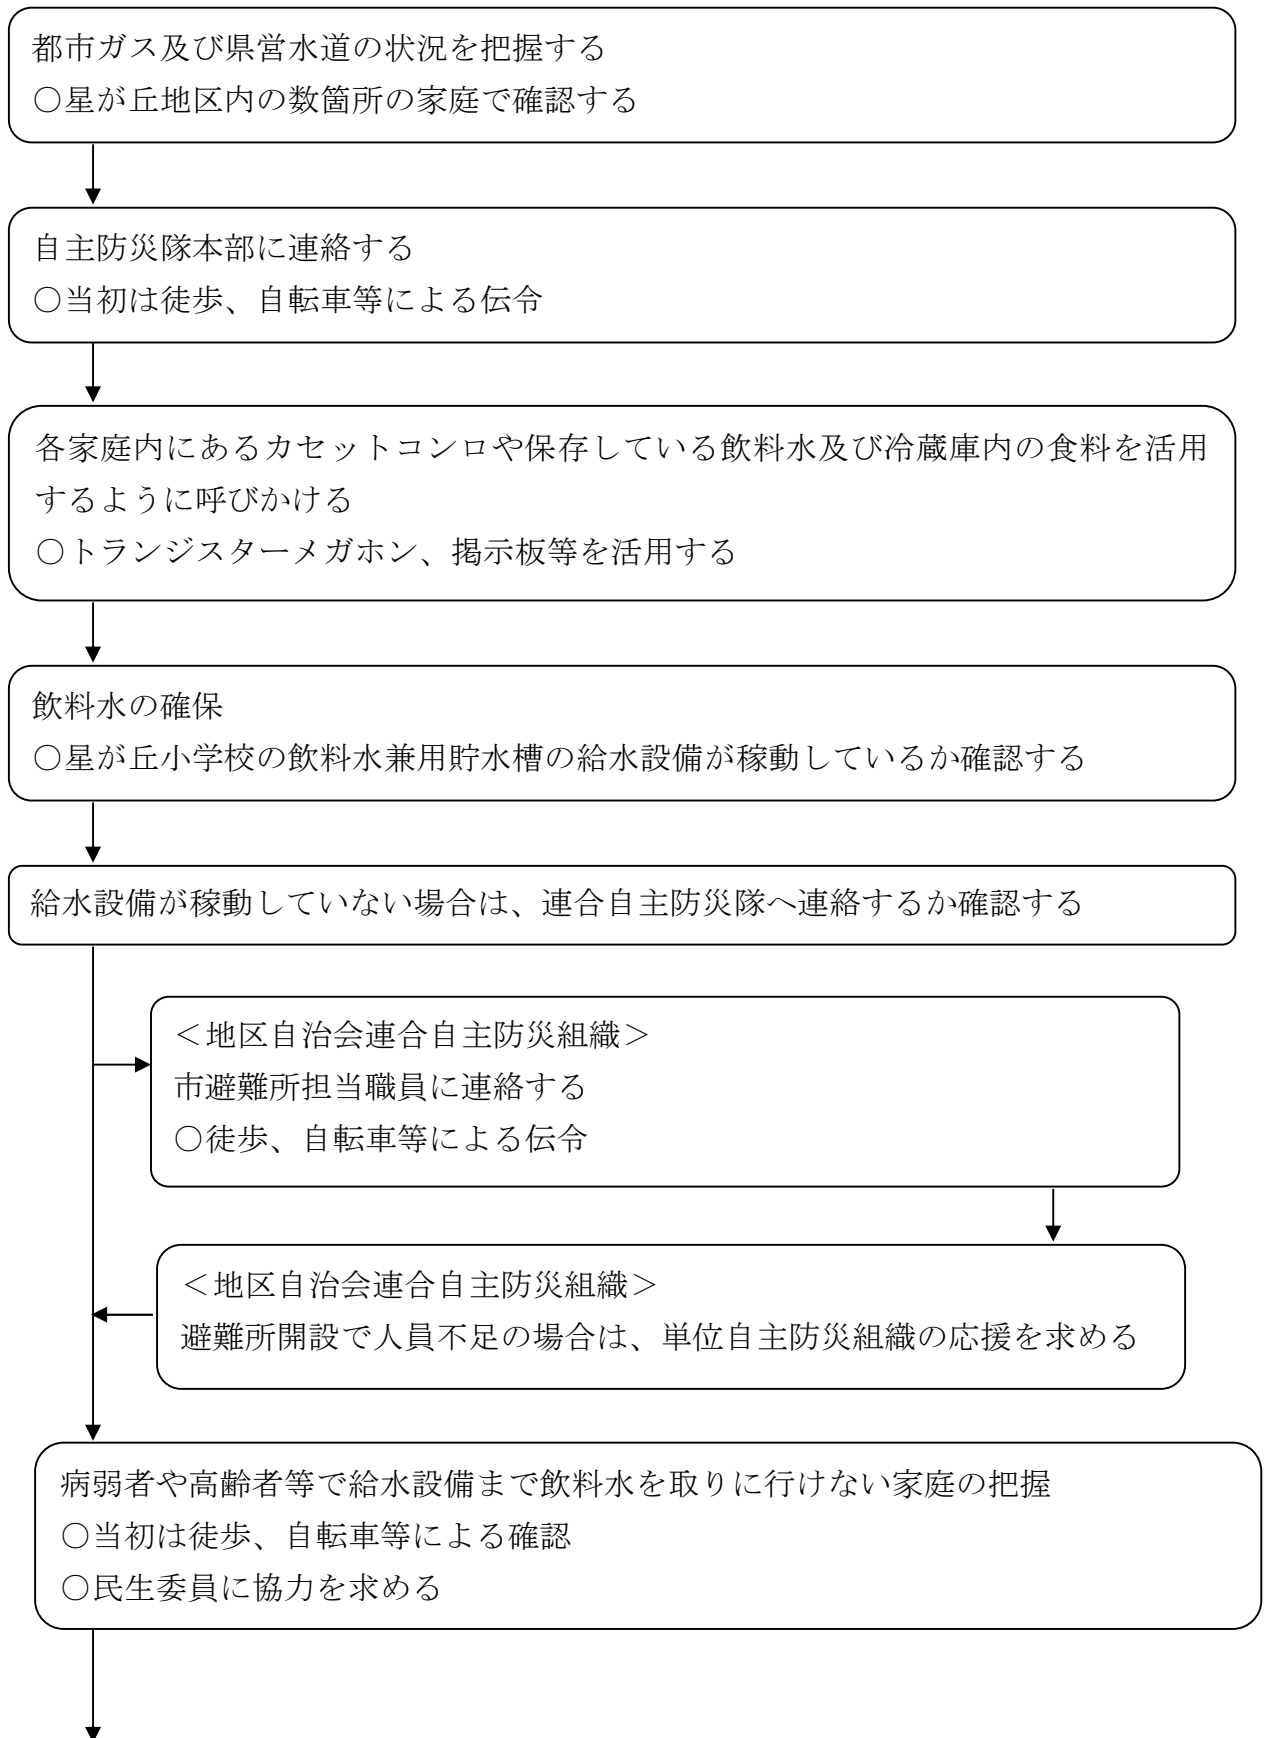 都市ガス及び県営水道の状況を把握する
○星が丘地区内の数箇所の家庭で確認する
自主防災隊本部に連絡する
○当初は徒歩、自転車等による伝令
各家庭内にあるカセットコンロや保存している飲料水及び冷蔵庫内の食料を活用
するように呼びかける
○トランジスターメガホン、掲示板等を活用する
飲料水の確保
○星が丘小学校の飲料水兼用貯水槽の給水設備が稼動しているか確認する
給水設備が稼動していない場合は、連合自主防災隊へ連絡するか確認する
＜地区自治会連合自主防災組織＞
市避難所担当職員に連絡する
○徒歩、自転車等による伝令
＜地区自治会連合自主防災組織＞
避難所開設で人員不足の場合は、単位自主防災組織の応援を求める
病弱者や高齢者等で給水設備まで飲料水を取りに行けない家庭の把握
○当初は徒歩、自転車等による確認
○民生委員に協力を求める